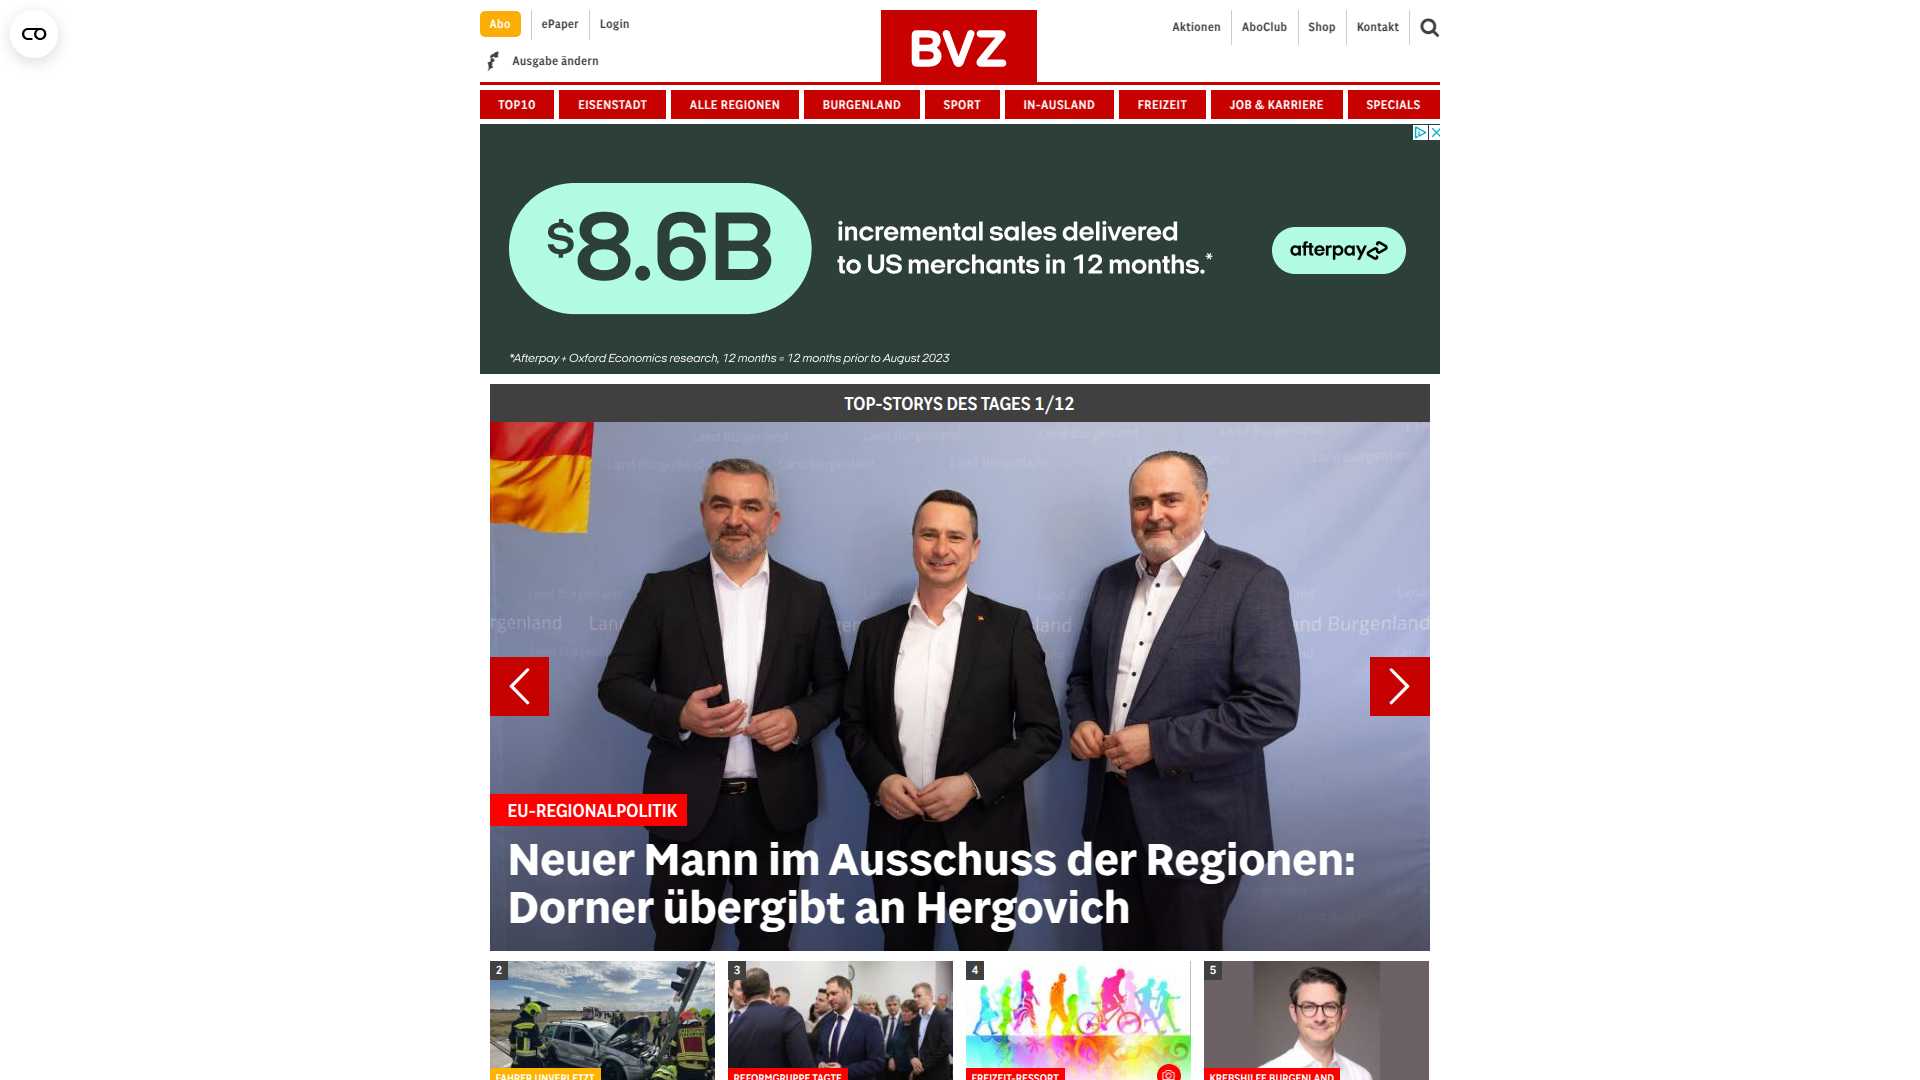 Abo
ePaper
Login
Aktionen
AboClub
Shop
Kontakt
Ausgabe ändern
BVZ
TOP10
EISENSTADT
ALLE REGIONEN
BURGENLAND
SPORT
IN-AUSLAND
FREIZEIT
JOB & KARRIERE
SPECIALS
$8.6B
incremental sales delivered
to US merchants in 12 months.*
afterpay
*Afterpay + Oxford Economics research, 12 months = 12 months prior to August 2023
TOP-STORYS DES TAGES 1/12
Land Burgenland
EU-REGIONALPOLITIK
Neuer Mann im Ausschuss der Regionen:
Dorner übergibt an Hergovich
2
3
4
5
FAHRER UNVERLETZT
REFORMGRUPPE TAGTE
FREIZEIT-RESSORT
KREBSHILFE BURGENLAND